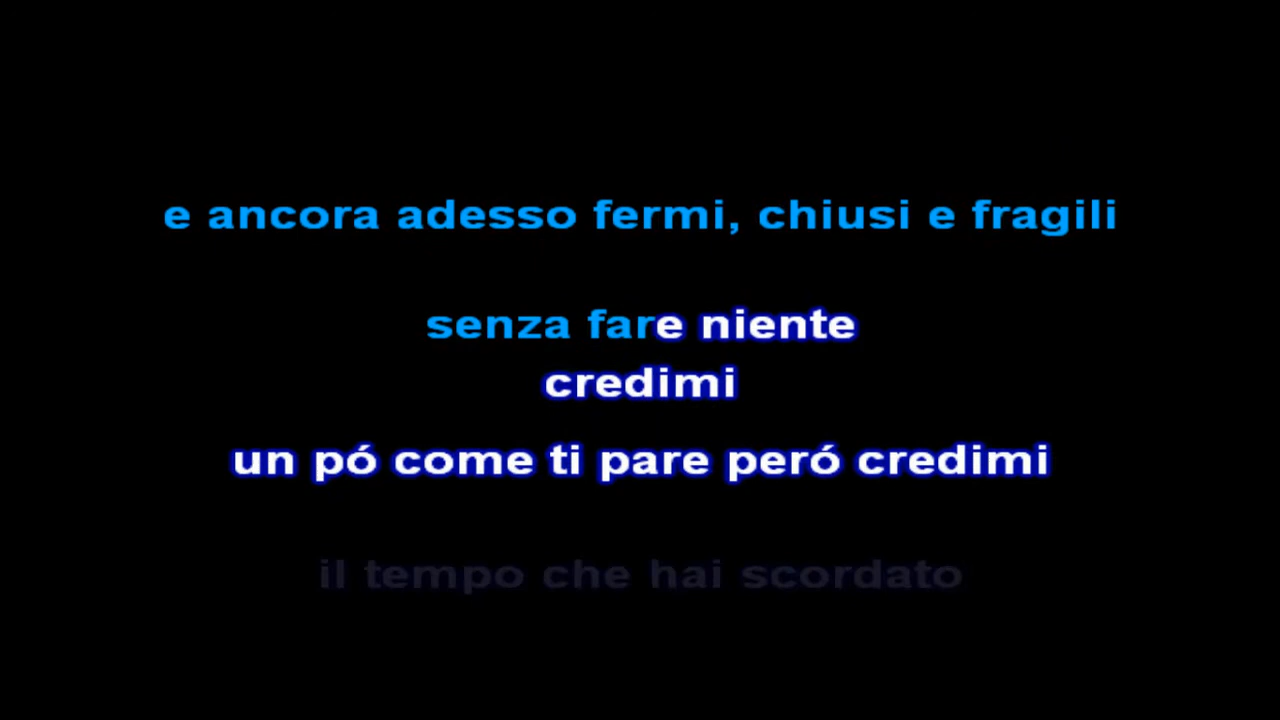 e ancora adesso fermi, chiusi e fragili
senza fare niente
credimi
un pó come ti pare peró credimi
il tempo che hai scordato